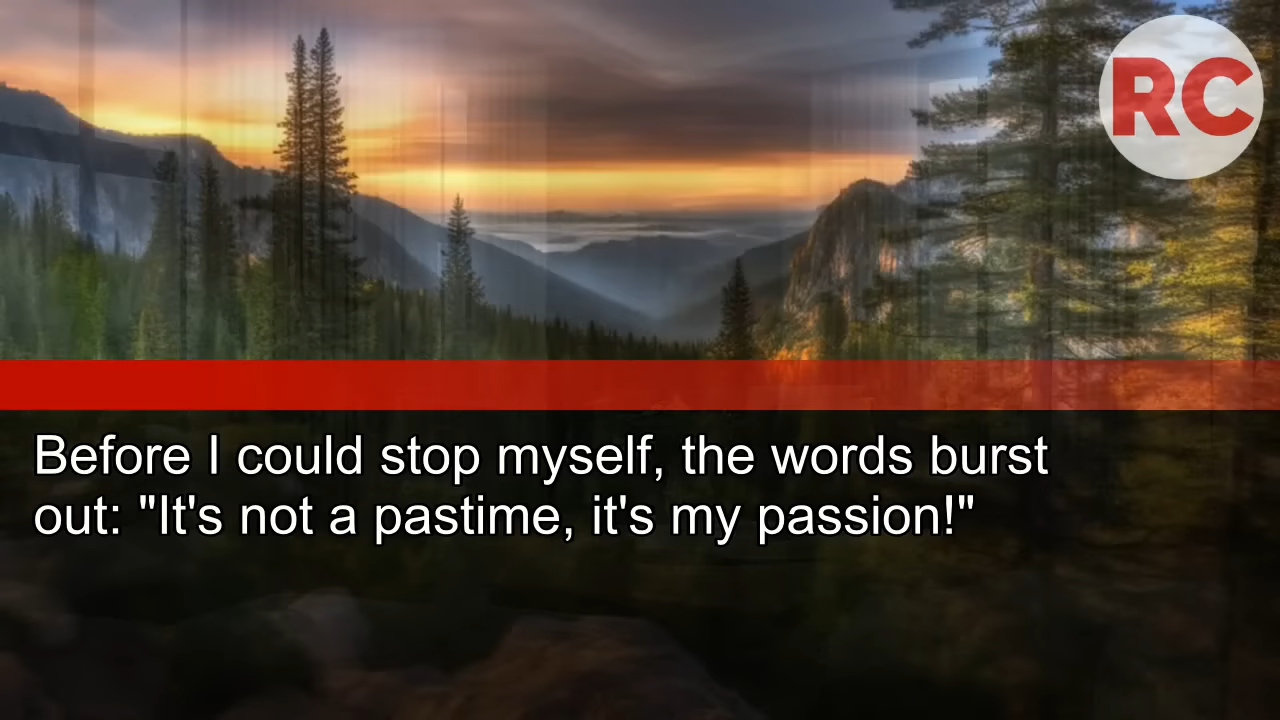 RC
Before I could stop myself, the words burst
out: "It's not a pastime, it's my passion!"